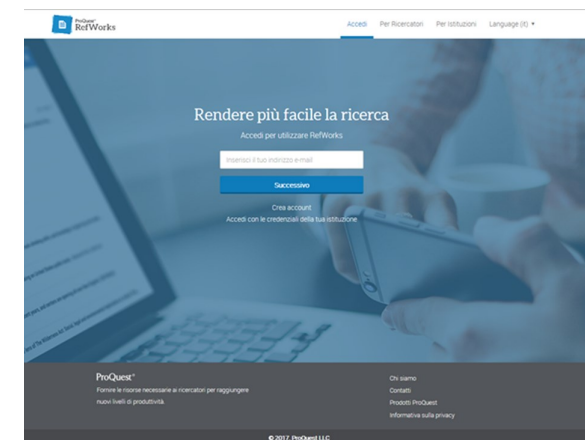 ProQuest®
RefWorks
Accedi Per Ricercatori Per Istituzioni Language (it)
Rendere più facile la ricerca
Accedi per utilizzare RefWorks
Inserisci il tuo indirizzo e-mail
Successivo
Crea account
Accedi con le credenziali della tua istituzione
ProQuest®
Fornire le risorse necessarie ai ricercatori per raggiungere
nuovi livelli di produttività.
Chi siamo
Contatti
Prodotti ProQuest
Informativa sulla privacy
© 2017, ProQuest LLC